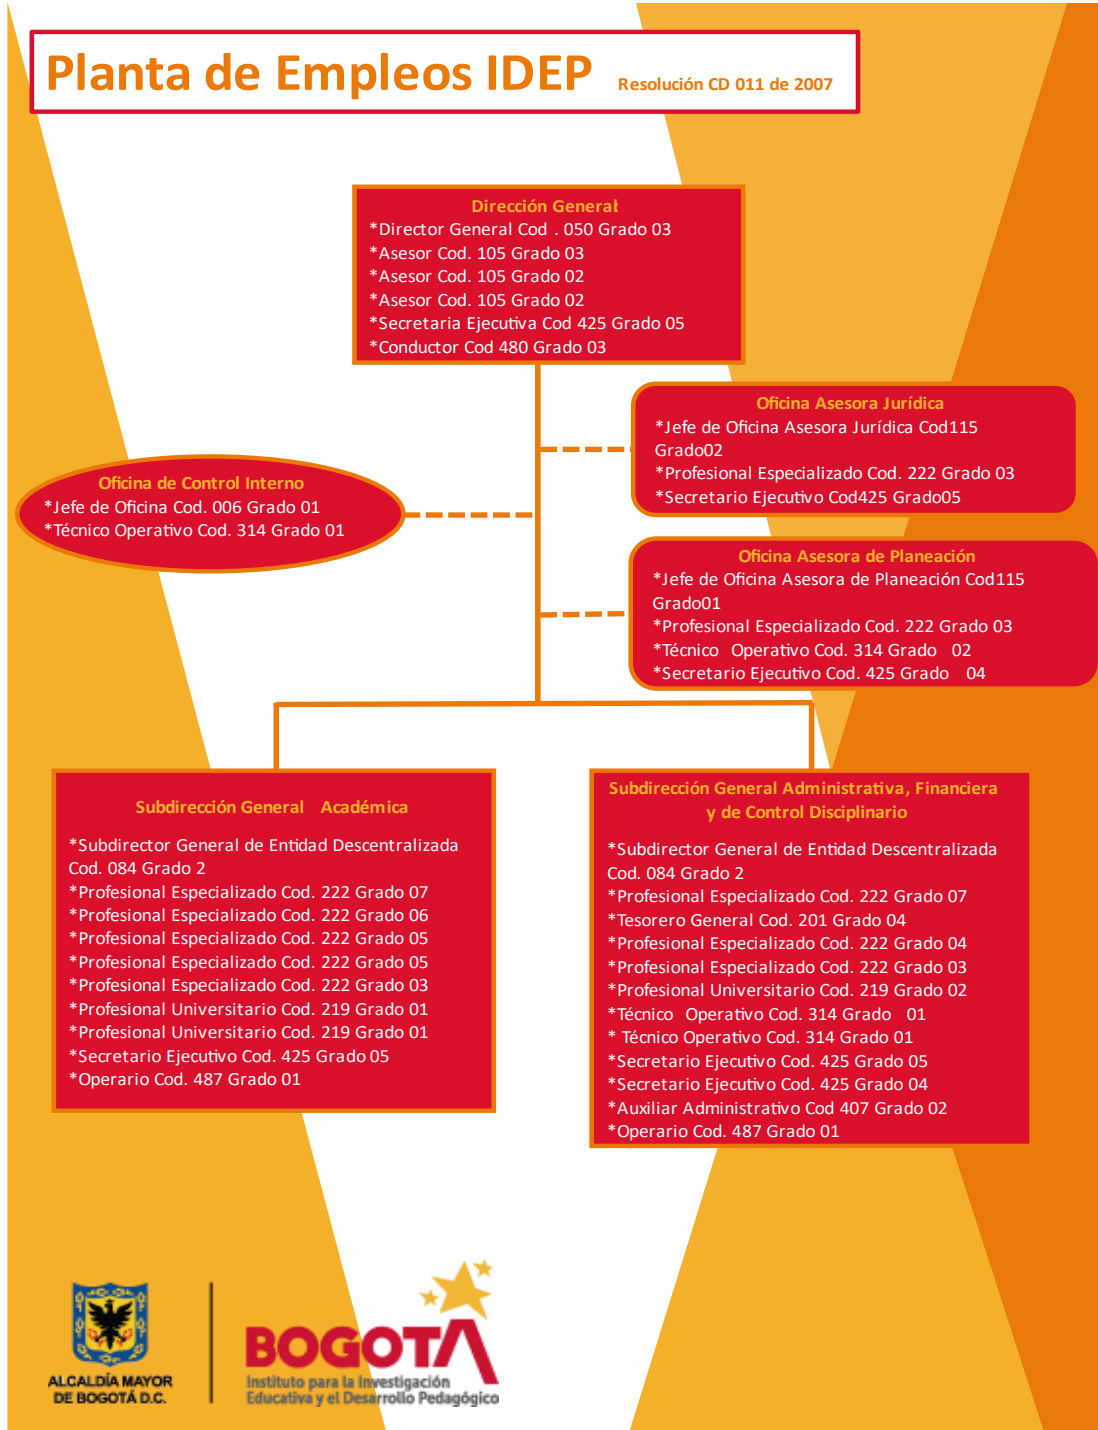 Planta de Empleos IDEP Resolución CD 011 de 2007
Dirección General
*Director General Cod . 050 Grado 03
*Asesor Cod. 105 Grado 03
*Asesor Cod. 105 Grado 02
*Asesor Cod. 105 Grado 02
*Secretaria Ejecutiva Cod 425 Grado 05
*Conductor Cod 480 Grado 03
Oficina Asesora Jurídica
*Jefe de Oficina Asesora Jurídica Cod115
Grado02
*Profesional Especializado Cod. 222 Grado 03
*Secretario Ejecutivo Cod425 Grado05
Oficina de Control Interno
*Jefe de Oficina Cod. 006 Grado 01
*Técnico Operativo Cod. 314 Grado 01
Oficina Asesora de Planeación
*Jefe de Oficina Asesora de Planeación Cod115
Grado01
*Profesional Especializado Cod. 222 Grado 03
*Técnico Operativo Cod. 314 Grado 02
*Secretario Ejecutivo Cod. 425 Grado 04
Subdirección General Académica
*Subdirector General de Entidad Descentralizada
Cod. 084 Grado 2
*Profesional Especializado Cod. 222 Grado 07
*Profesional Especializado Cod. 222 Grado 06
*Profesional Especializado Cod. 222 Grado 05
*Profesional Especializado Cod. 222 Grado 05
*Profesional Especializado Cod. 222 Grado 03
*Profesional Universitario Cod. 219 Grado 01
*Profesional Universitario Cod. 219 Grado 01
*Secretario Ejecutivo Cod. 425 Grado 05
*Operario Cod. 487 Grado 01
Subdirección General Administrativa, Financiera
y de Control Disciplinario
*Subdirector General de Entidad Descentralizada
Cod. 084 Grado 2
*Profesional Especializado Cod. 222 Grado 07
*Tesorero General Cod. 201 Grado 04
*Profesional Especializado Cod. 222 Grado 04
*Profesional Especializado Cod. 222 Grado 03
*Profesional Universitario Cod. 219 Grado 02
*Técnico Operativo Cod. 314 Grado 01
* Técnico Operativo Cod. 314 Grado 01
*Secretario Ejecutivo Cod. 425 Grado 05
*Secretario Ejecutivo Cod. 425 Grado 04
*Auxiliar Administrativo Cod 407 Grado 02
*Operario Cod. 487 Grado 01
ALCALDÍA MAYOR
DE BOGOTÁ D.C.
BOGOTÁ
Instituto para la Investigación
Educativa y el Desarrollo Pedagógico